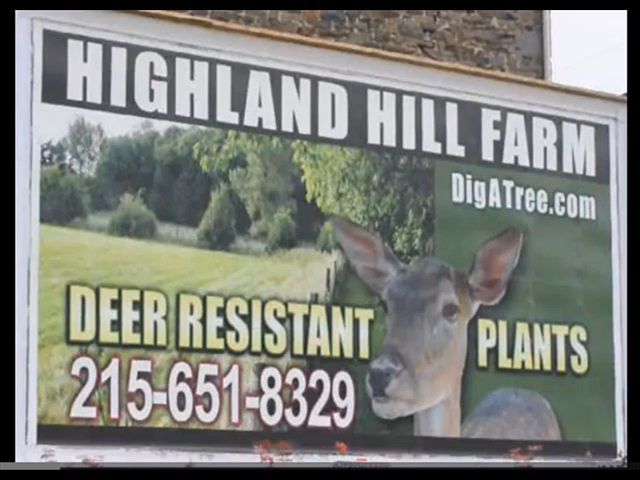 HIGHLAND HILL FARM
DigATree.com
DEER RESISTANT PLANTS
215-651-8329